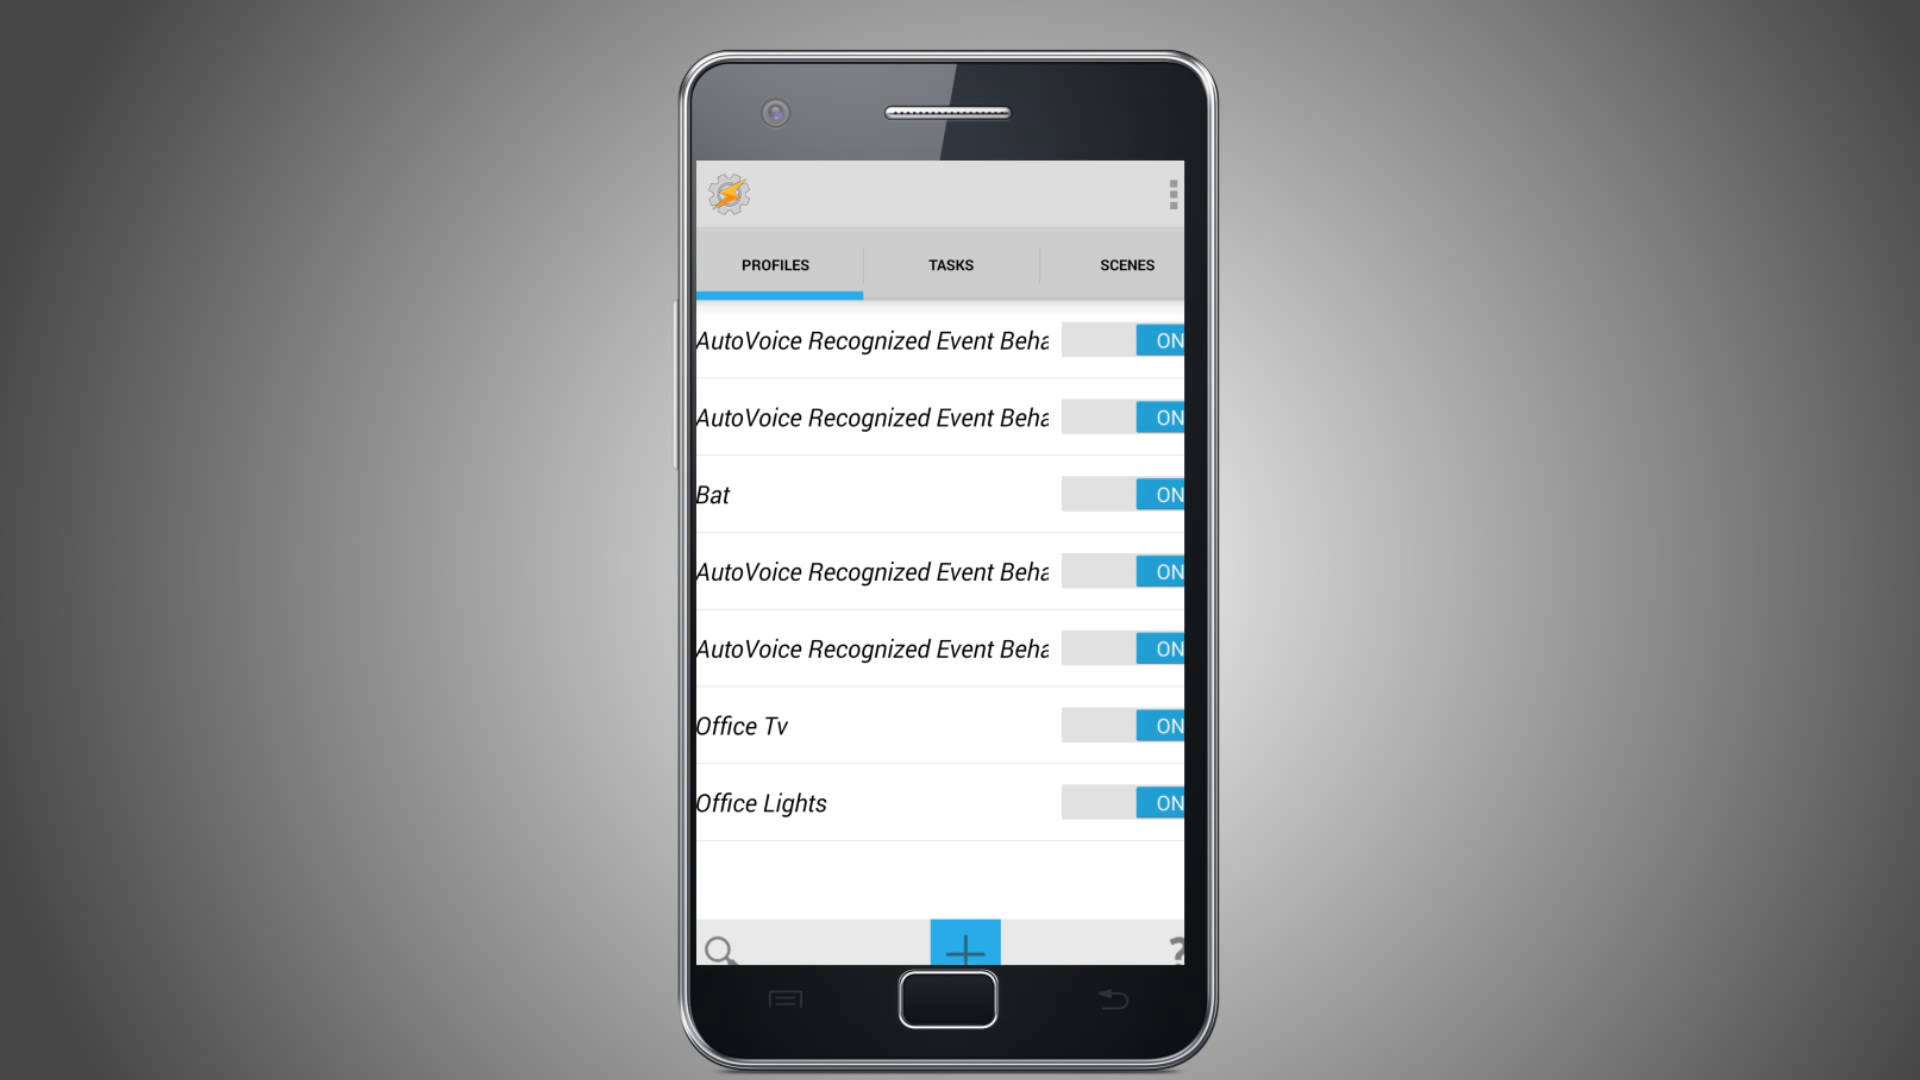 PROFILES TASKS SCENES
AutoVoice Recognized Event Beha ON
AutoVoice Recognized Event Beha ON
Bat ON
AutoVoice Recognized Event Beha ON
AutoVoice Recognized Event Beha ON
Office Tv ON
Office Lights ON
?